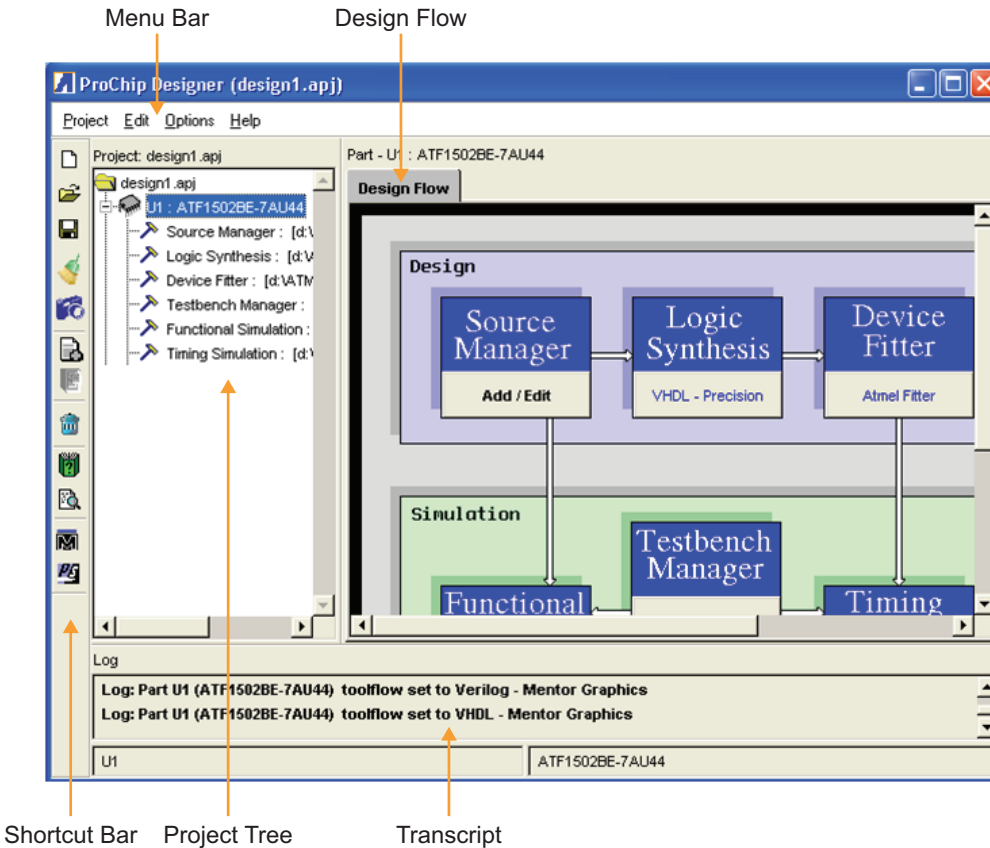 Menu Bar
Design Flow
ProChip Designer (design1.apj)
Project Edit Options Help
Project: design1.apj
design1.apj
U1 : ATF1502BE-7AU44
Source Manager : [d:\
Logic Synthesis : [d:\
Device Fitter : [d:\ATM
Testbench Manager :
Functional Simulation :
Timing Simulation : [d:\
Part - U1 : ATF1502BE-7AU44
Design Flow
Design
Source
Manager
Add / Edit
Logic
Synthesis
VHDL - Precision
Device
Fitter
Atmel Fitter
Simulation
Testbench
Manager
Functional
Timing
Log
Log: Part U1 (ATF1502BE-7AU44) toolflow set to Verilog - Mentor Graphics
Log: Part U1 (ATF1502BE-7AU44) toolflow set to VHDL - Mentor Graphics
U1
ATF1502BE-7AU44
Shortcut Bar
Project Tree
Transcript